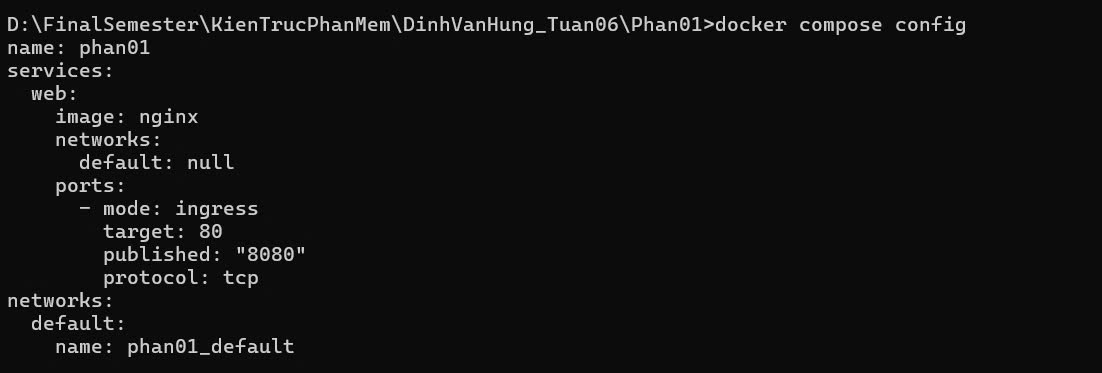 D:\FinalSemester\KienTrucPhanMem\DinhVanHung_Tuan06\Phan01>docker compose config
name: phan01
services:
  web:
    image: nginx
    networks:
      default: null
    ports:
      - mode: ingress
        target: 80
        published: "8080"
        protocol: tcp
networks:
  default:
    name: phan01_default